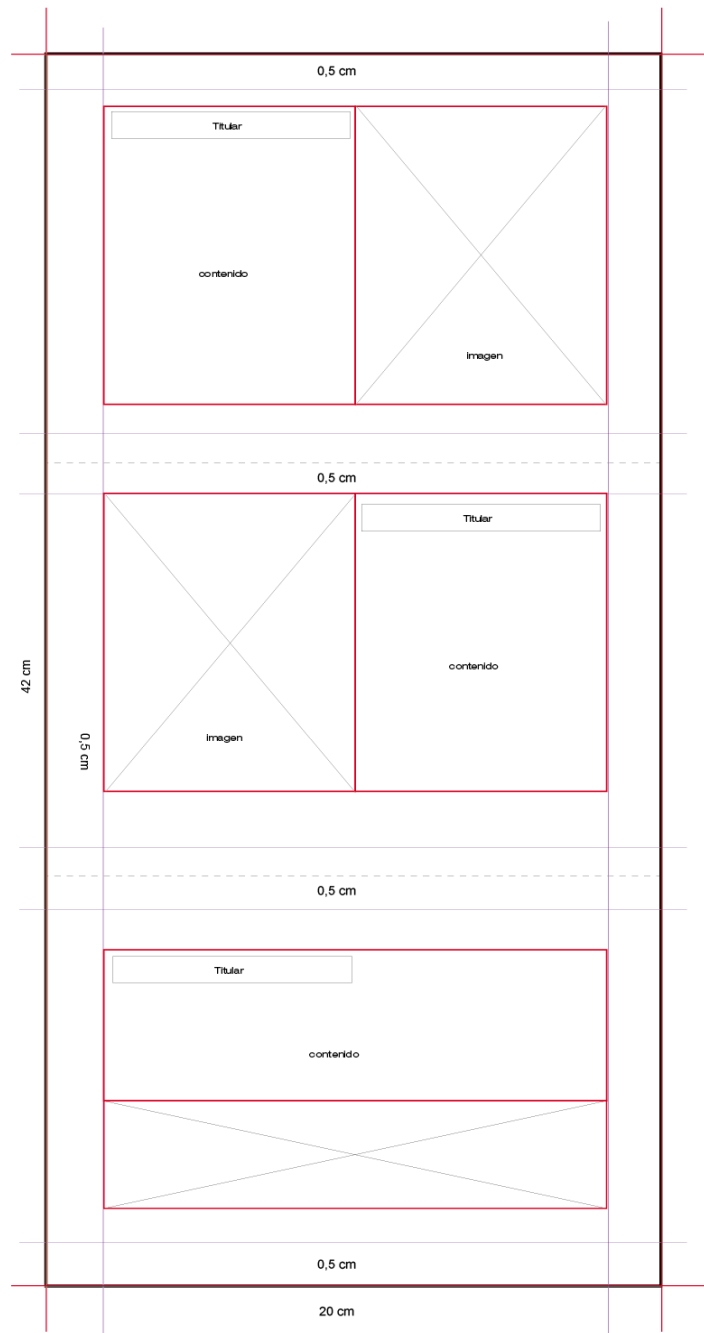 0,5 cm
Titular
contenido
imagen
0,5 cm
Titular
contenido
42 cm
0,5 cm
imagen
0,5 cm
Titular
contenido
0,5 cm
20 cm